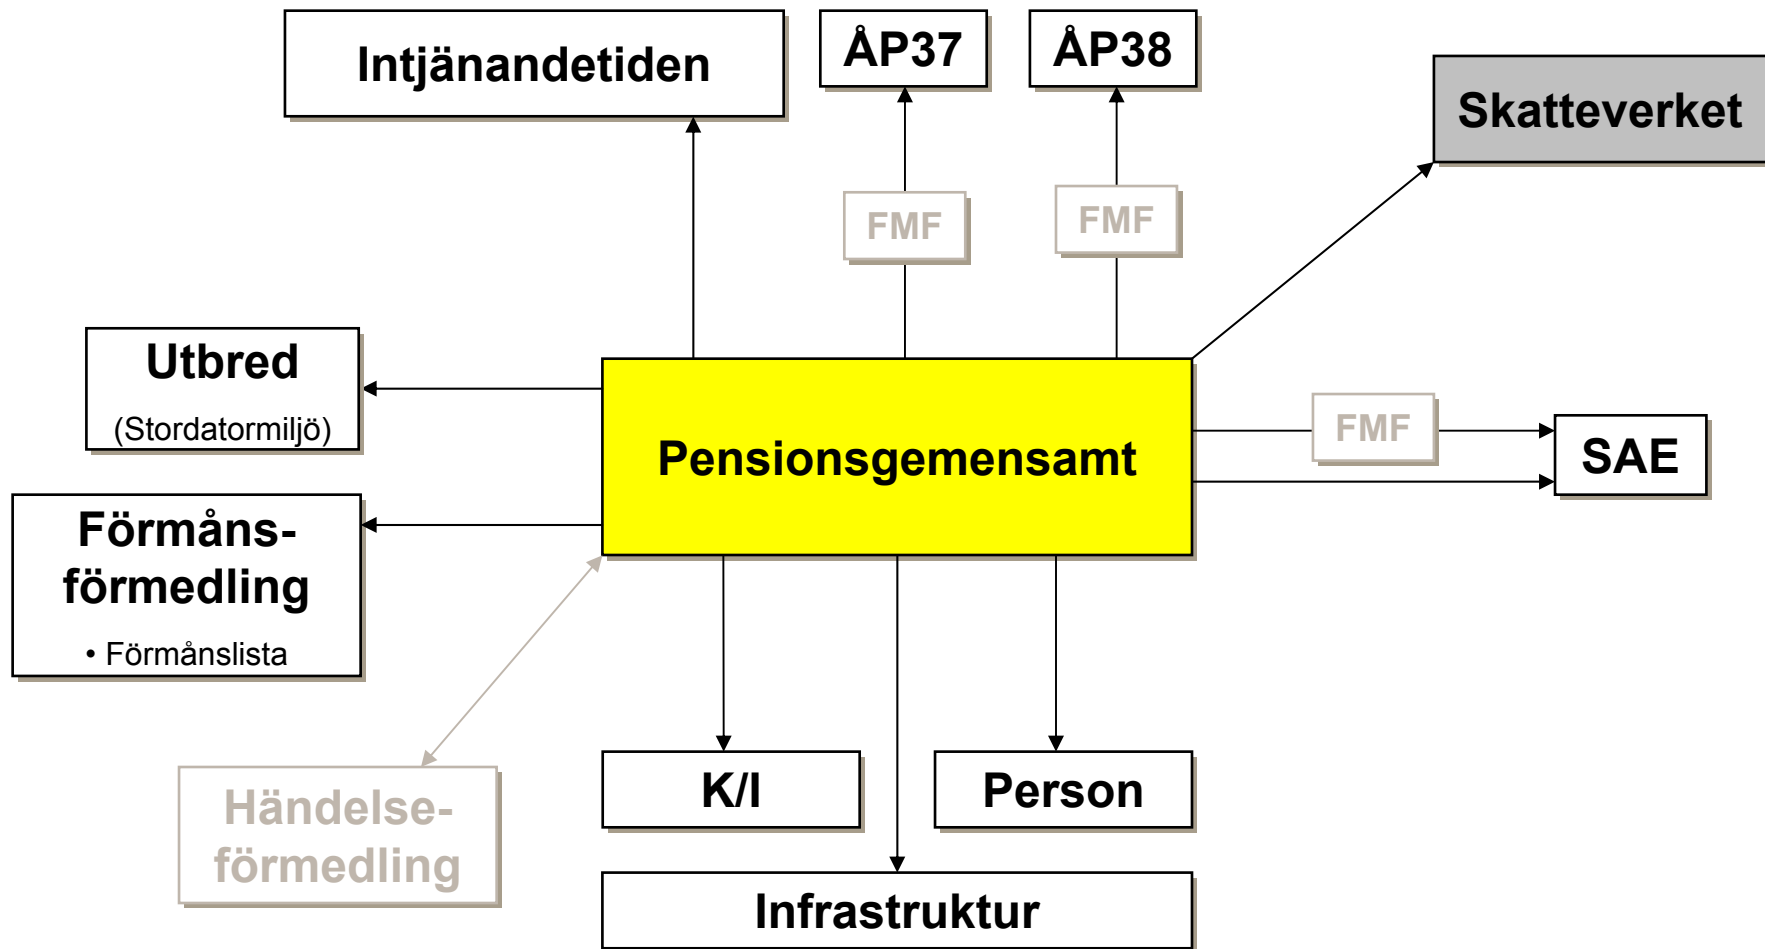 Intjänandetiden
ÅP37
ÅP38
Skatteverket
FMF
FMF
Utbred
(Stordatormiljö)
Pensionsgemensamt
FMF
SAE
Förmåns-
förmedling
• Förmånslista
Händelse-
förmedling
K/I
Person
Infrastruktur